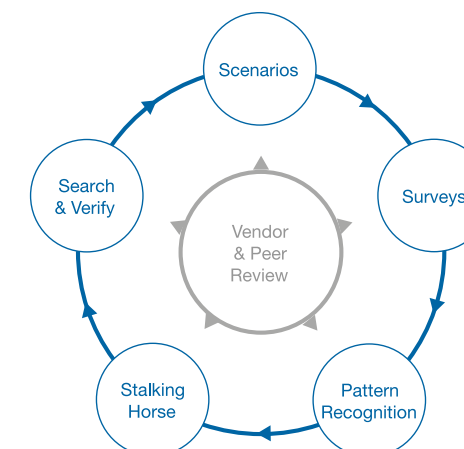 Scenarios
Search
& Verify
Surveys
Vendor
& Peer
Review
Stalking
Horse
Pattern
Recognition